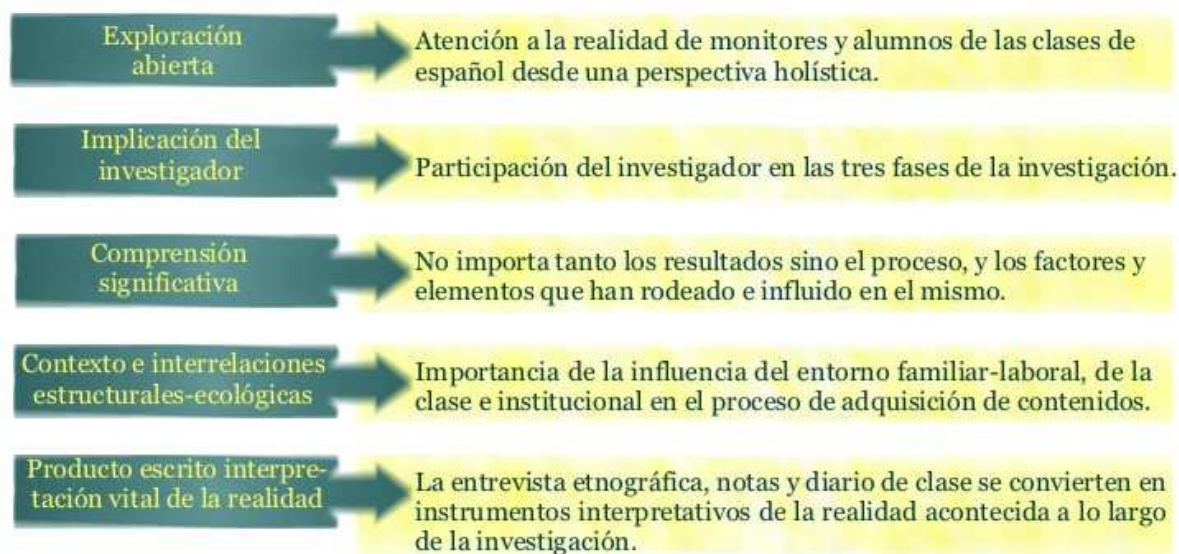 Exploración
abierta
Atención a la realidad de monitores y alumnos de las clases de
español desde una perspectiva holística.
Implicación del
investigador
Participación del investigador en las tres fases de la investigación.
Comprensión
significativa
No importa tanto los resultados sino el proceso, y los factores y
elementos que han rodeado e influido en el mismo.
Contexto e interrelaciones
estructurales-ecológicas
Importancia de la influencia del entorno familiar-laboral, de la
clase e institucional en el proceso de adquisición de contenidos.
Producto escrito interpre-
tación vital de la realidad
La entrevista etnográfica, notas y diario de clase se convierten en
instrumentos interpretativos de la realidad acontecida a lo largo
de la investigación.